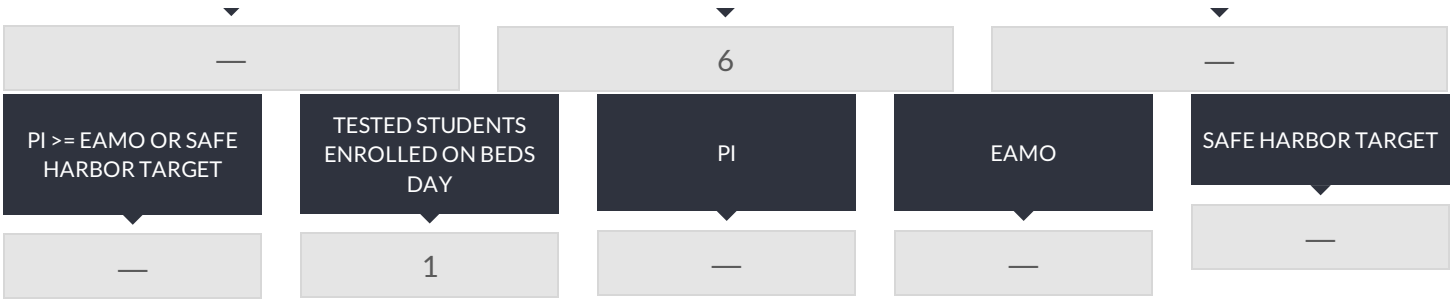 —
6
—
PI >= EAMO OR SAFE
HARBOR TARGET
TESTED STUDENTS
ENROLLED ON BEDS
DAY
PI
EAMO
SAFE HARBOR TARGET
—
1
—
—
—